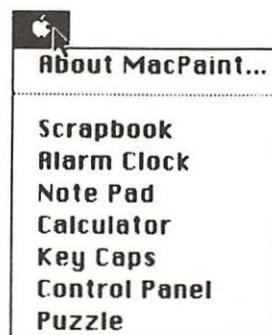 About MacPaint...
Scrapbook
Alarm Clock
Note Pad
Calculator
Key Caps
Control Panel
Puzzle